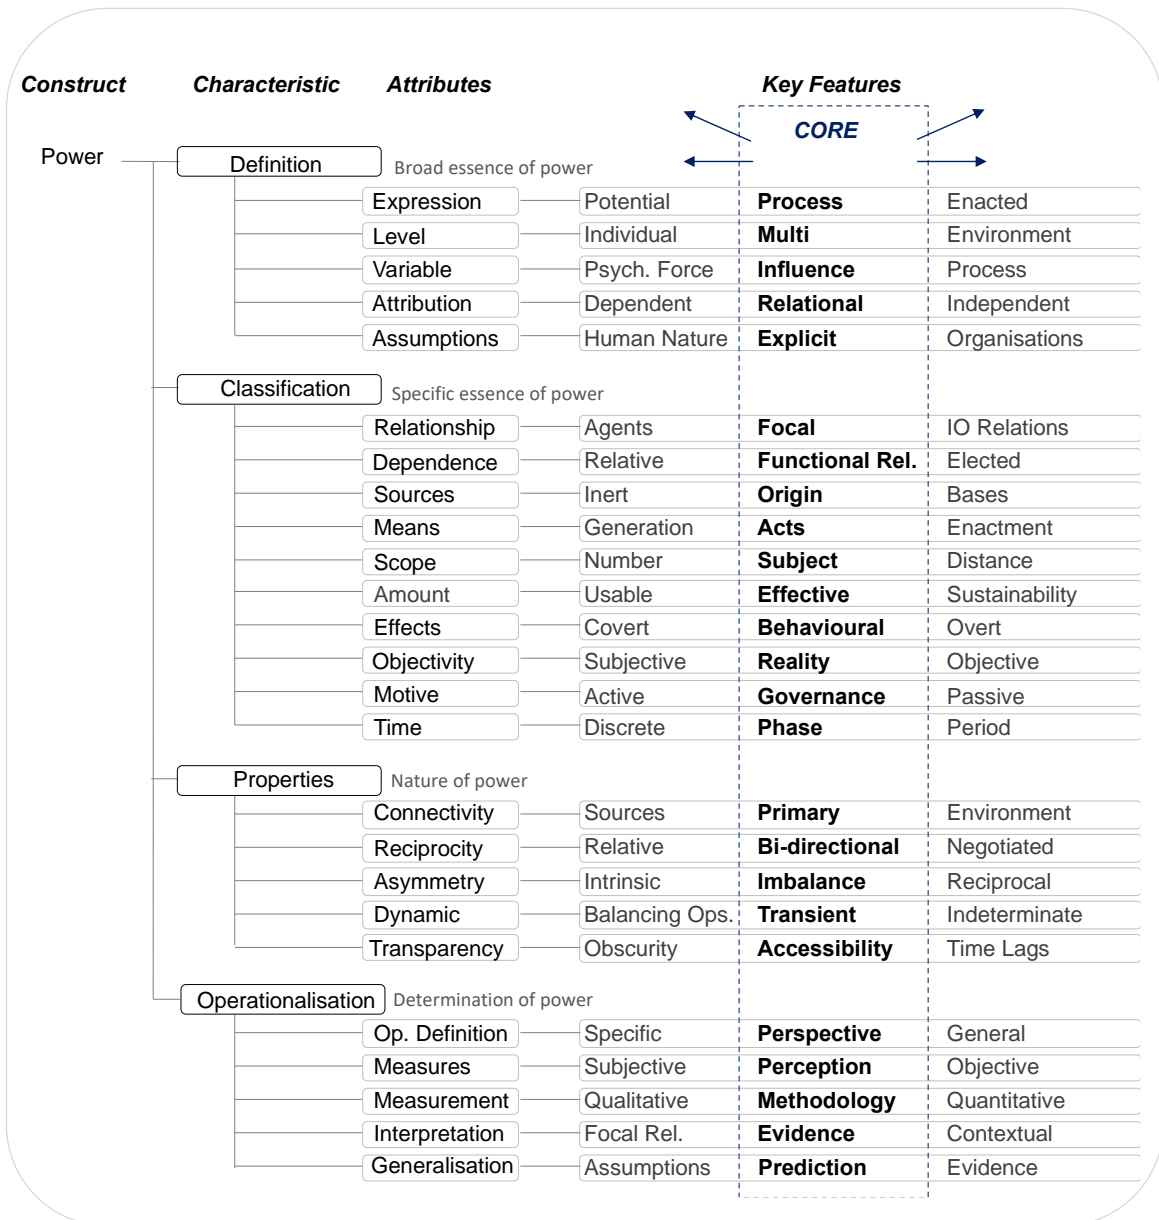 Construct Characteristic Attributes Key Features
CORE
Power Definition Broad essence of power
Expression Potential Process Enacted
Level Individual Multi Environment
Variable Psych. Force Influence Process
Attribution Dependent Relational Independent
Assumptions Human Nature Explicit Organisations
Classification Specific essence of power
Relationship Agents Focal IO Relations
Dependence Relative Functional Rel. Elected
Sources Inert Origin Bases
Means Generation Acts Enactment
Scope Number Subject Distance
Amount Usable Effective Sustainability
Effects Covert Behavioural Overt
Objectivity Subjective Reality Objective
Motive Active Governance Passive
Time Discrete Phase Period
Properties Nature of power
Connectivity Sources Primary Environment
Reciprocity Relative Bi-directional Negotiated
Asymmetry Intrinsic Imbalance Reciprocal
Dynamic Balancing Ops. Transient Indeterminate
Transparency Obscurity Accessibility Time Lags
Operationalisation Determination of power
Op. Definition Specific Perspective General
Measures Subjective Perception Objective
Measurement Qualitative Methodology Quantitative
Interpretation Focal Rel. Evidence Contextual
Generalisation Assumptions Prediction Evidence